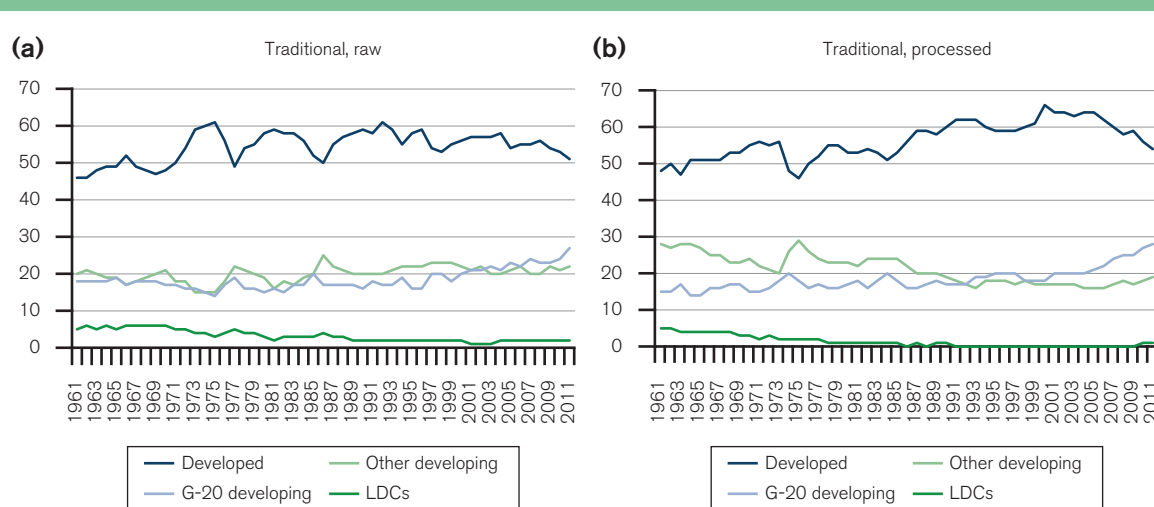 (a)
Traditional, raw
70
60
50
40
30
20
10
0
1961 1963 1965 1967 1969 1971 1973 1975 1977 1979 1981 1983 1985 1987 1989 1991 1993 1995 1997 1999 2001 2003 2005 2007 2009 2011
Developed Other developing
G-20 developing LDCs
(b)
Traditional, processed
70
60
50
40
30
20
10
0
1961 1963 1965 1967 1969 1971 1973 1975 1977 1979 1981 1983 1985 1987 1989 1991 1993 1995 1997 1999 2001 2003 2005 2007 2009 2011
Developed Other developing
G-20 developing LDCs